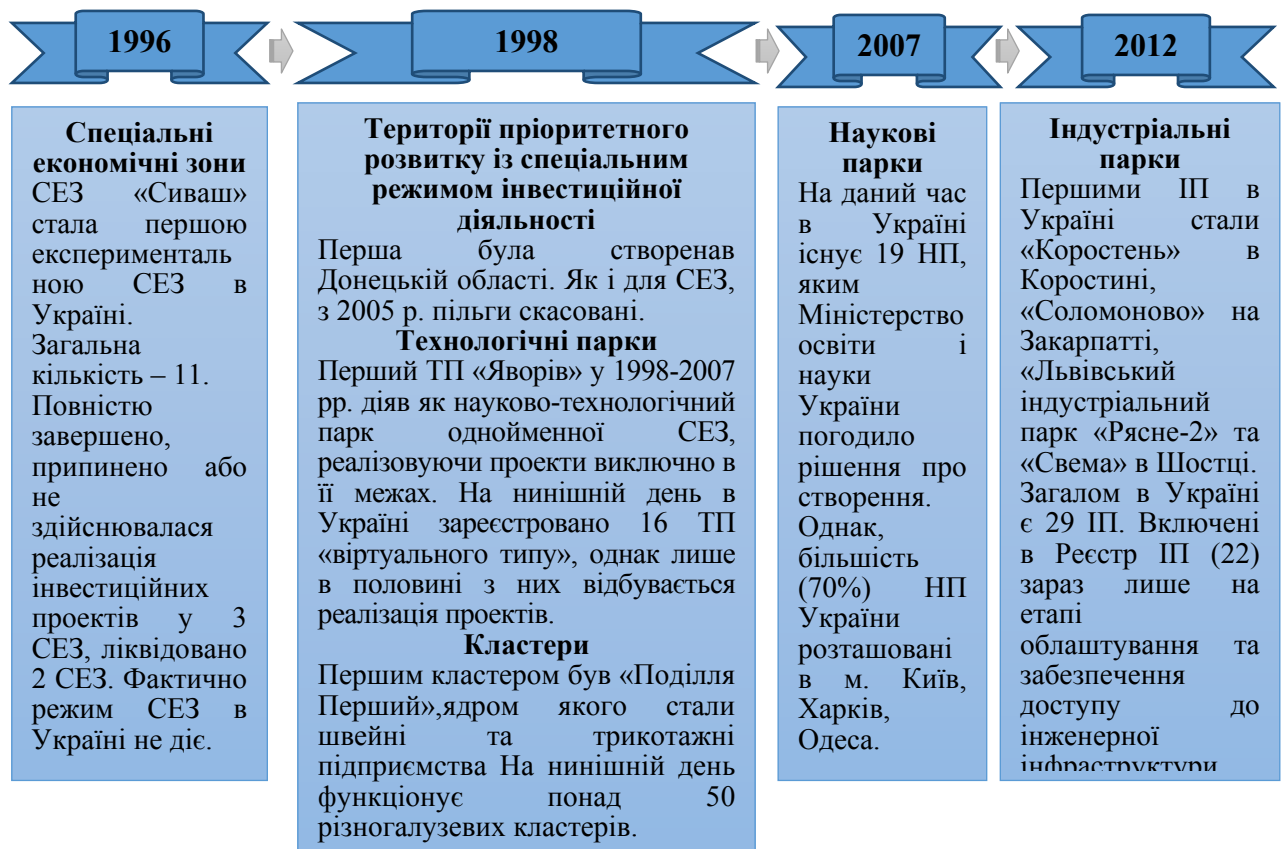 1996
1998
2007
2012
Спеціальні
економічні зони
СЕЗ «Сиваш»
стала першою
експерименталь
ною СЕЗ в
Україні.
Загальна
кількість – 11.
Повністю
завершено,
припинено або
не
здійснювалася
реалізація
інвестиційних
проектів у 3
СЕЗ, ліквідовано
2 СЕЗ. Фактично
режим СЕЗ в
Україні не діє.
Території пріоритетного
розвитку із спеціальним
режимом інвестиційної
діяльності
Перша була створенав
Донецькій області. Як і для СЕЗ,
з 2005 р. пільги скасовані.
Технологічні парки
Перший ТП «Яворів» у 1998-2007
рр. діяв як науково-технологічний
парк однойменної СЕЗ,
реалізовуючи проекти виключно в
її межах. На нинішній день в
Україні зареєстровано 16 ТП
«віртуального типу», однак лише
в половині з них відбувається
реалізація проектів.
Кластери
Першим кластером був «Поділля
Перший»,ядром якого стали
швейні та трикотажні
підприємства На нинішній день
функціонує понад 50
різногалузевих кластерів.
Наукові
парки
На даний час
в Україні
існує 19 НП,
яким
Міністерство
освіти і
науки
України
погодило
рішення про
створення.
Однак,
більшість
(70%) НП
України
розташовані
в м. Київ,
Харків,
Одеса.
Індустріальні
парки
Першими ІП в
Україні стали
«Коростень» в
Коростині,
«Соломоново» на
Закарпатті,
«Львівський
індустріальний
парк «Рясне-2» та
«Свема» в Шостці.
Загалом в Україні
є 29 ІП. Включені
в Реєстр ІП (22)
зараз лише на
етапі
облаштування та
забезпечення
доступу до
інженерної
інфраструктури